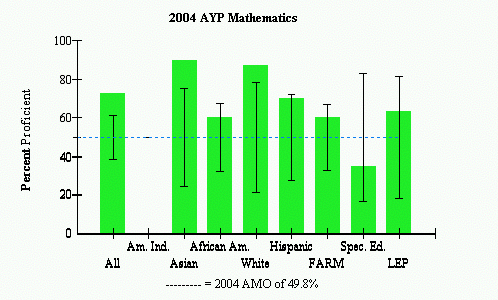 2004 AYP Mathematics
Percent Proficient
100
80
60
40
20
0
Am. Ind. African Am. Hispanic Spec. Ed.
All Asian White FARM LEP
--------- = 2004 AMO of 49.8%